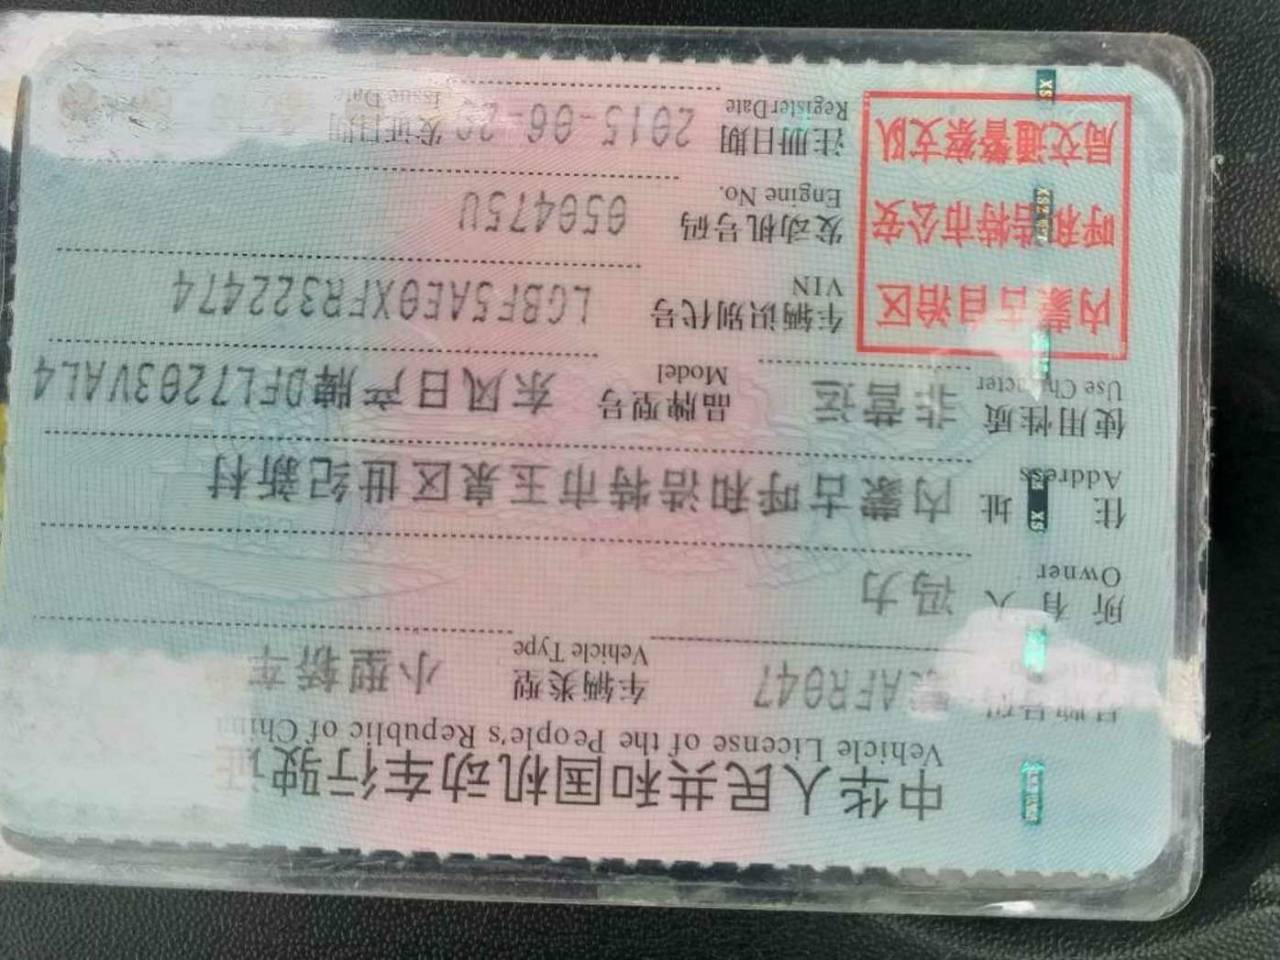 中华人民共和国机动车行驶证
Vehicle License of the People's Republic of China
号牌号码 AFR047 车辆类型 小型轿车
Vehicle Type
所有人 冯力
Owner
住址 内蒙古呼和浩特市玉泉区世纪新村
Address
使用性质 非营运 品牌型号 东风日产牌DFL7203VAL4
Use Character Model
内蒙古自治区
呼和浩特市公安
局交通警察支队
车辆识别代号 LGBF5AE0XFR322474
VIN
发动机号码 050475U
Engine No.
注册日期 2015-06-29 发证日期
Register Date Issue Date